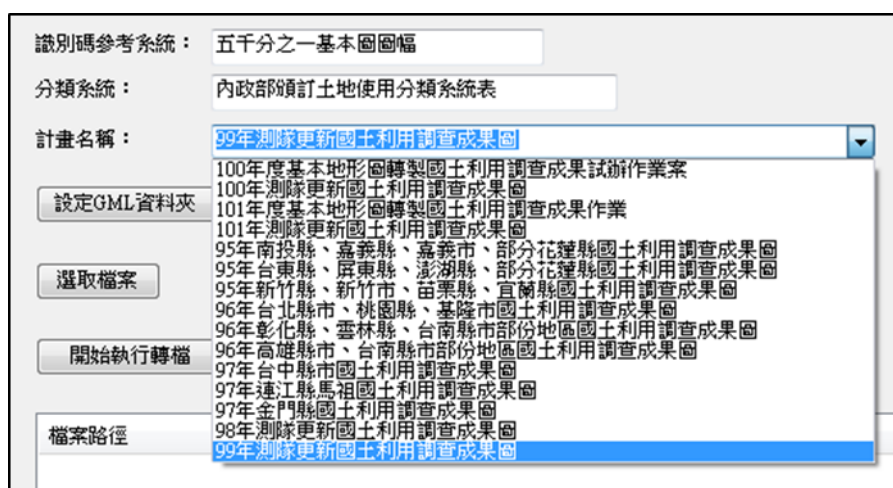 識別碼參考系統：
五千分之一基本圖圖幅
分類系統：
內政部頒訂土地使用分類系統表
計畫名稱：
99年測隊更新國土利用調查成果圖
100年度基本地形圖轉製國土利用調查成果試辦作業案
100年測隊更新國土利用調查成果圖
101年度基本地形圖轉製國土利用調查成果作業
101年測隊更新國土利用調查成果圖
95年南投縣、嘉義縣、嘉義市、部分花蓮縣國土利用調查成果圖
95年台東縣、屏東縣、澎湖縣、部分花蓮縣國土利用調查成果圖
95年新竹縣、新竹市、苗栗縣、宜蘭縣國土利用調查成果圖
96年台北縣市、桃園縣、基隆市國土利用調查成果圖
96年彰化縣、雲林縣、台南縣市部份地區國土利用調查成果圖
96年高雄縣市、台南縣市部份地區國土利用調查成果圖
97年台中縣市國土利用調查成果圖
97年連江縣馬祖國土利用調查成果圖
97年金門縣國土利用調查成果圖
98年測隊更新國土利用調查成果圖
99年測隊更新國土利用調查成果圖
設定GML資料夾
選取檔案
開始執行轉檔
檔案路徑